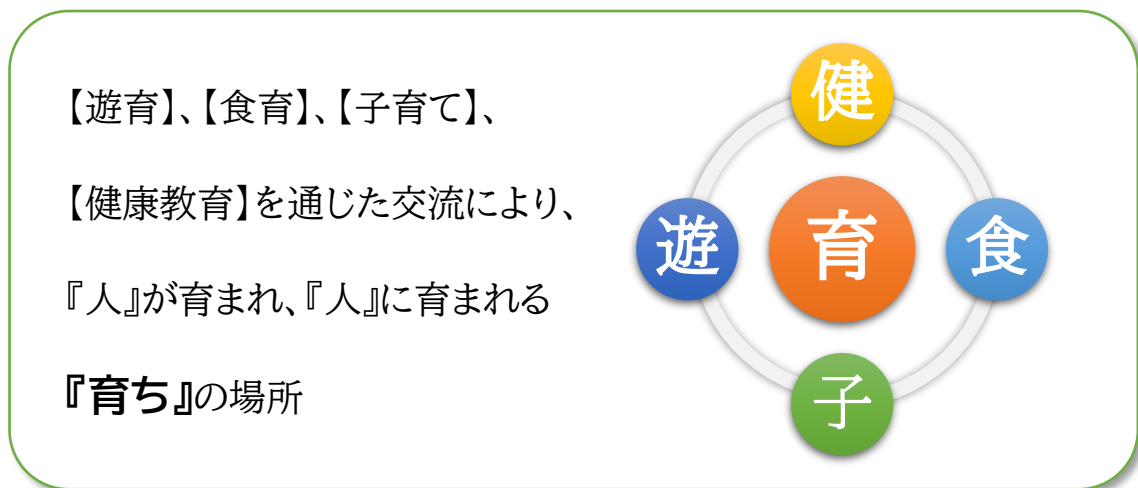 【遊育】、【食育】、【子育て】、
【健康教育】を通じた交流により、
『人』が育まれ、『人』に育まれる
『育ち』の場所
健
遊
育
食
子